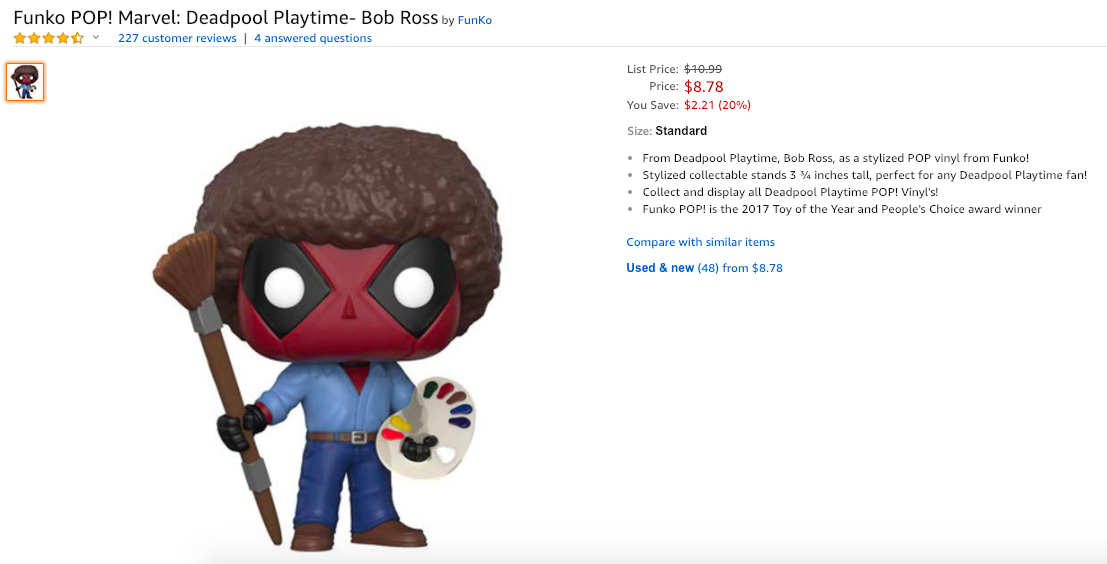 Funko POP! Marvel: Deadpool Playtime- Bob Ross by FunKo
227 customer reviews | 4 answered questions
List Price: $10.99
Price: $8.78
You Save: $2.21 (20%)
Size: Standard
From Deadpool Playtime, Bob Ross, as a stylized POP vinyl from Funko!
Stylized collectable stands 3 ¾ inches tall, perfect for any Deadpool Playtime fan!
Collect and display all Deadpool Playtime POP! Vinyl's!
Funko POP! is the 2017 Toy of the Year and People's Choice award winner
Compare with similar items
Used & new (48) from $8.78